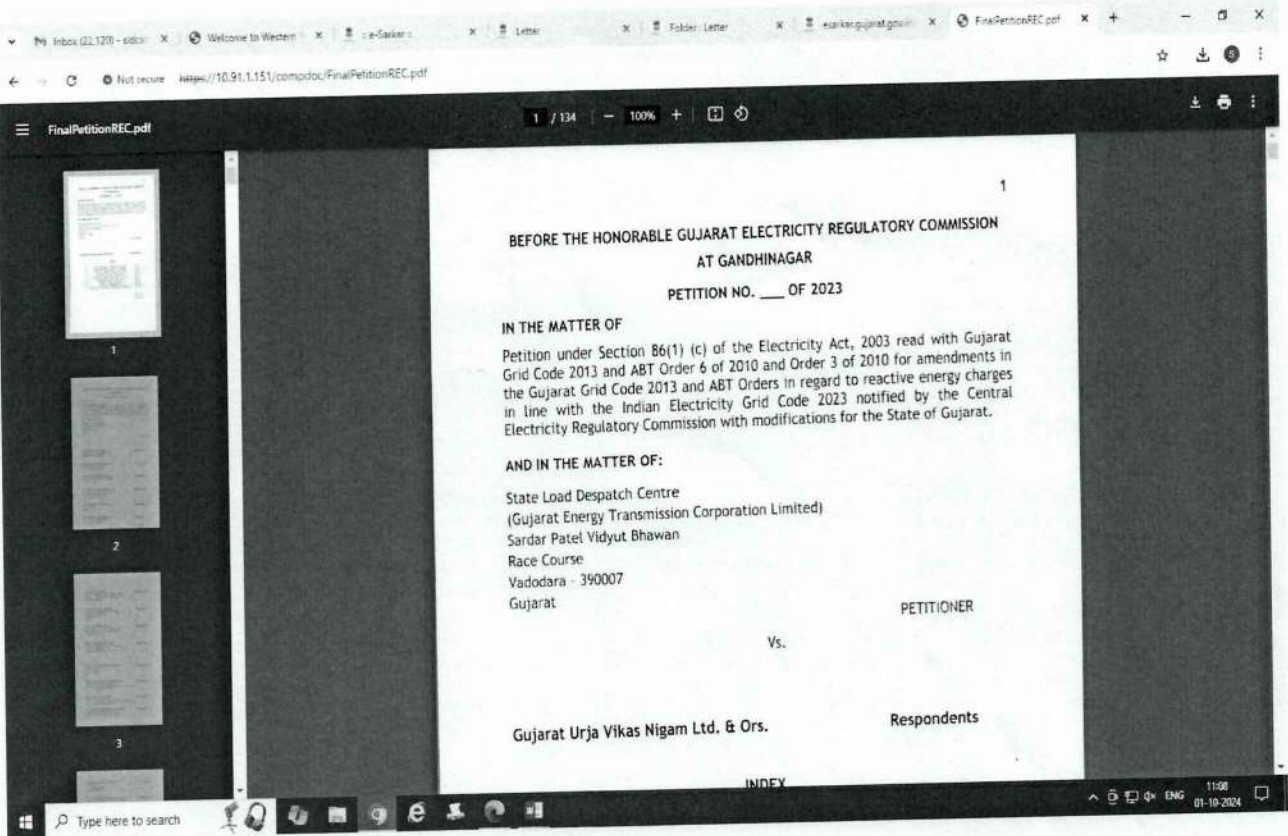 Inbox (22,120) - sldcs
Welcome to Western
: e-Sarkar :
Letter
Folder: Letter
esarkar.gujarat.gov.in
FinalPetitionREC.pdf
Not secure https://10.91.1.151/compdoc/FinalPetitionREC.pdf
S
FinalPetitionREC.pdf
1 / 134 | − 100% +
1
2
3
1
BEFORE THE HONORABLE GUJARAT ELECTRICITY REGULATORY COMMISSION
AT GANDHINAGAR
PETITION NO. ___ OF 2023
IN THE MATTER OF
Petition under Section 86(1) (c) of the Electricity Act, 2003 read with Gujarat
Grid Code 2013 and ABT Order 6 of 2010 and Order 3 of 2010 for amendments in
the Gujarat Grid Code 2013 and ABT Orders in regard to reactive energy charges
in line with the Indian Electricity Grid Code 2023 notified by the Central
Electricity Regulatory Commission with modifications for the State of Gujarat.
AND IN THE MATTER OF:
State Load Despatch Centre
(Gujarat Energy Transmission Corporation Limited)
Sardar Patel Vidyut Bhawan
Race Course
Vadodara - 390007
Gujarat
PETITIONER
Vs.
Gujarat Urja Vikas Nigam Ltd. & Ors. Respondents
INDEX
Type here to search
ENG
11:08
01-10-2024